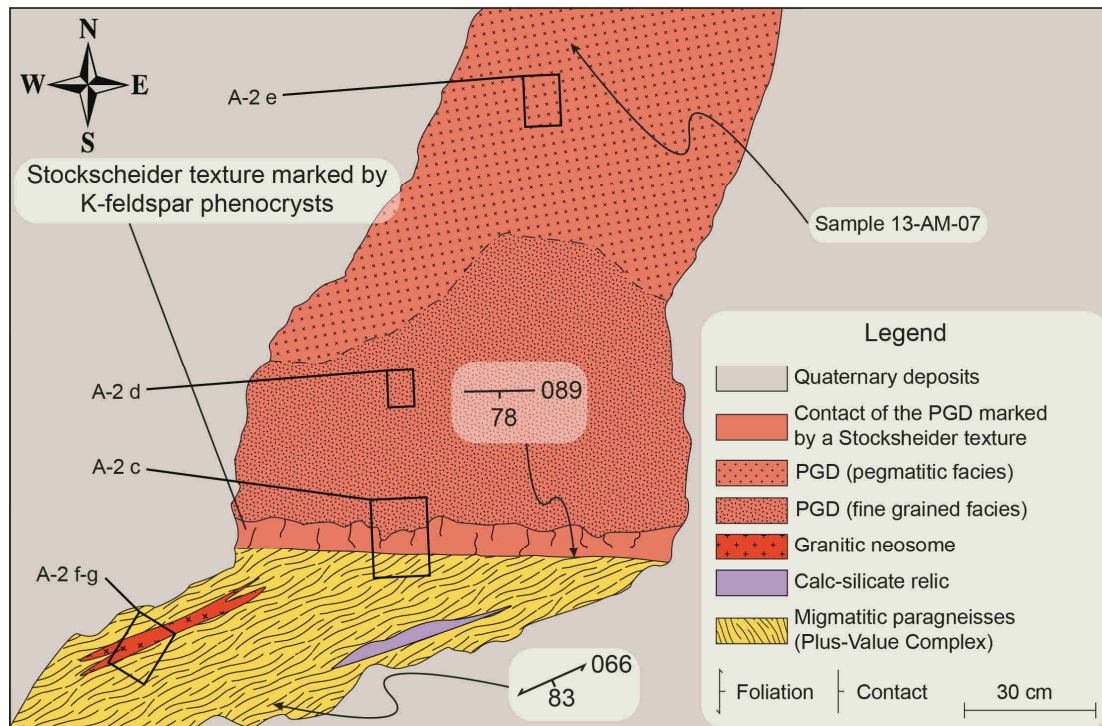 N
W
E
S
A-2 e
Stockscheider texture marked by
K-feldspar phenocrysts
Sample 13-AM-07
A-2 d
089
78
A-2 c
A-2 f-g
066
83
Legend
Quaternary deposits
Contact of the PGD marked
by a Stocksheider texture
PGD (pegmatitic facies)
PGD (fine grained facies)
Granitic neosome
Calc-silicate relic
Migmatitic paragneisses
(Plus-Value Complex)
Foliation
Contact
30 cm